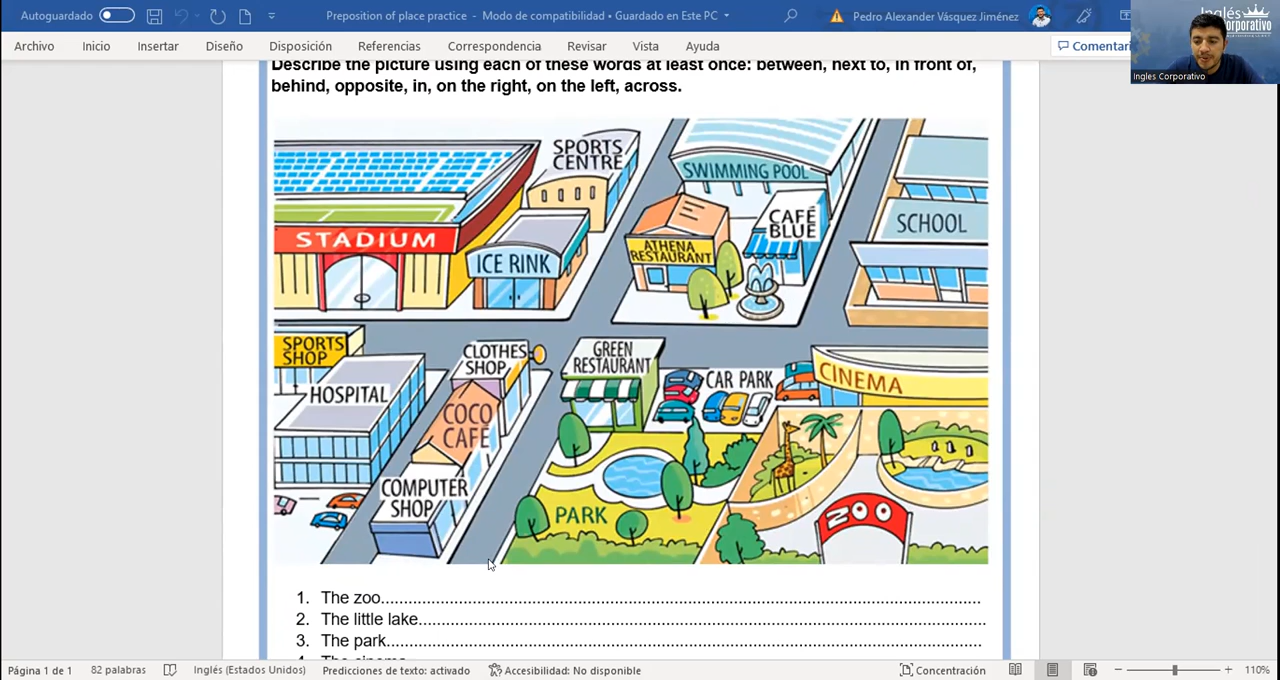 Autoguardado
Preposition of place practice - Modo de compatibilidad • Guardado en Este PC
Pedro Alexander Vásquez Jiménez
Inglés
Corporativo
Ingles Corporativo
Archivo Inicio Insertar Diseño Disposición Referencias Correspondencia Revisar Vista Ayuda
Describe the picture using each of these words at least once: between, next to, in front of,
behind, opposite, in, on the right, on the left, across.
SPORTS
CENTRE
SWIMMING POOL
STADIUM
ICE RINK
ATHENA
RESTAURANT
CAFÉ
BLUE
SCHOOL
SPORTS
SHOP
HOSPITAL
CLOTHES
SHOP
COCO
CAFÉ
COMPUTER
SHOP
GREEN
RESTAURANT
CAR PARK
CINEMA
PARK
ZOO
1. The zoo...............................................................................
2. The little lake...............................................................................
3. The park...............................................................................
Página 1 de 1 82 palabras Inglés (Estados Unidos) Predicciones de texto: activado Accesibilidad: No disponible Concentración 110%